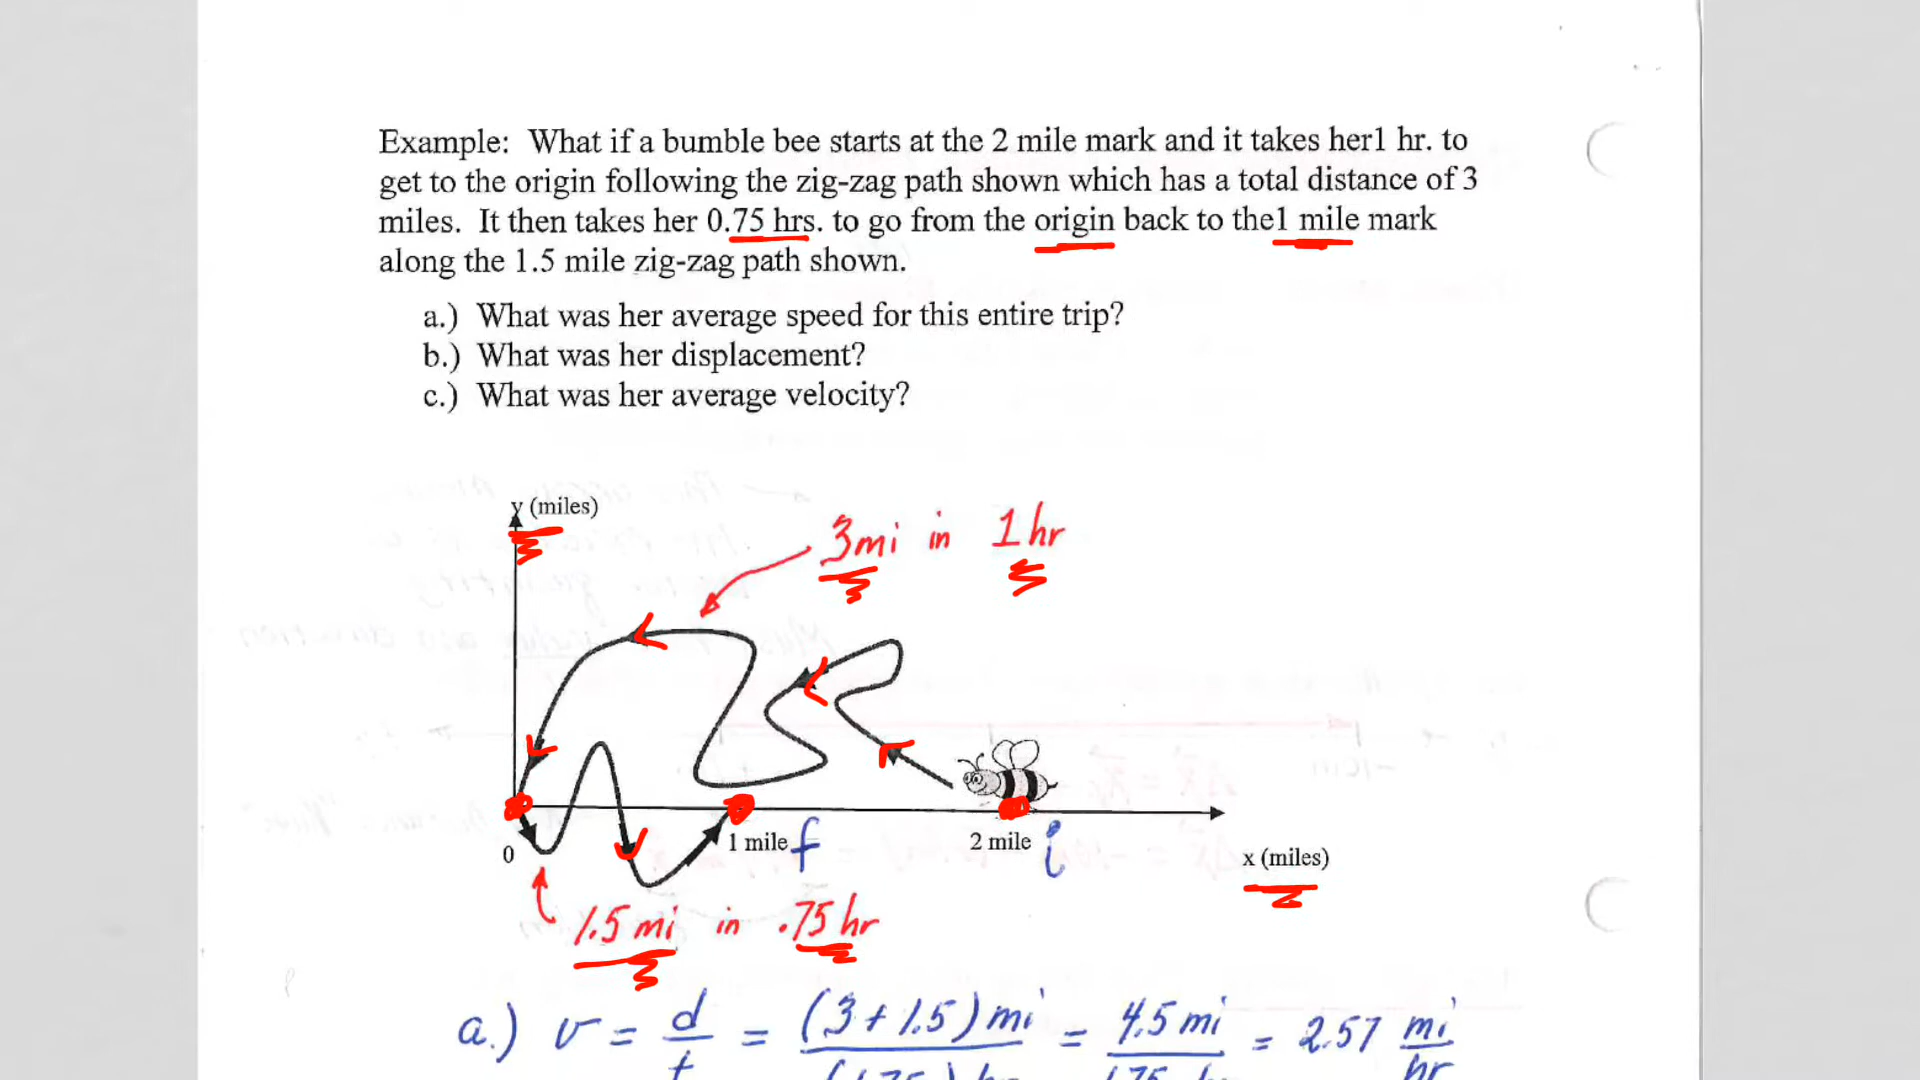 Example: What if a bumble bee starts at the 2 mile mark and it takes her1 hr. to
get to the origin following the zig-zag path shown which has a total distance of 3
miles. It then takes her 0.75 hrs. to go from the origin back to the1 mile mark
along the 1.5 mile zig-zag path shown.
a.) What was her average speed for this entire trip?
b.) What was her displacement?
c.) What was her average velocity?
y (miles)
3mi in 1hr
0
1 mile f
2 mile i
x (miles)
1.5 mi in .75 hr
a.) v = d/t = (3+1.5)mi = 4.5 mi = 2.57 mi/hr